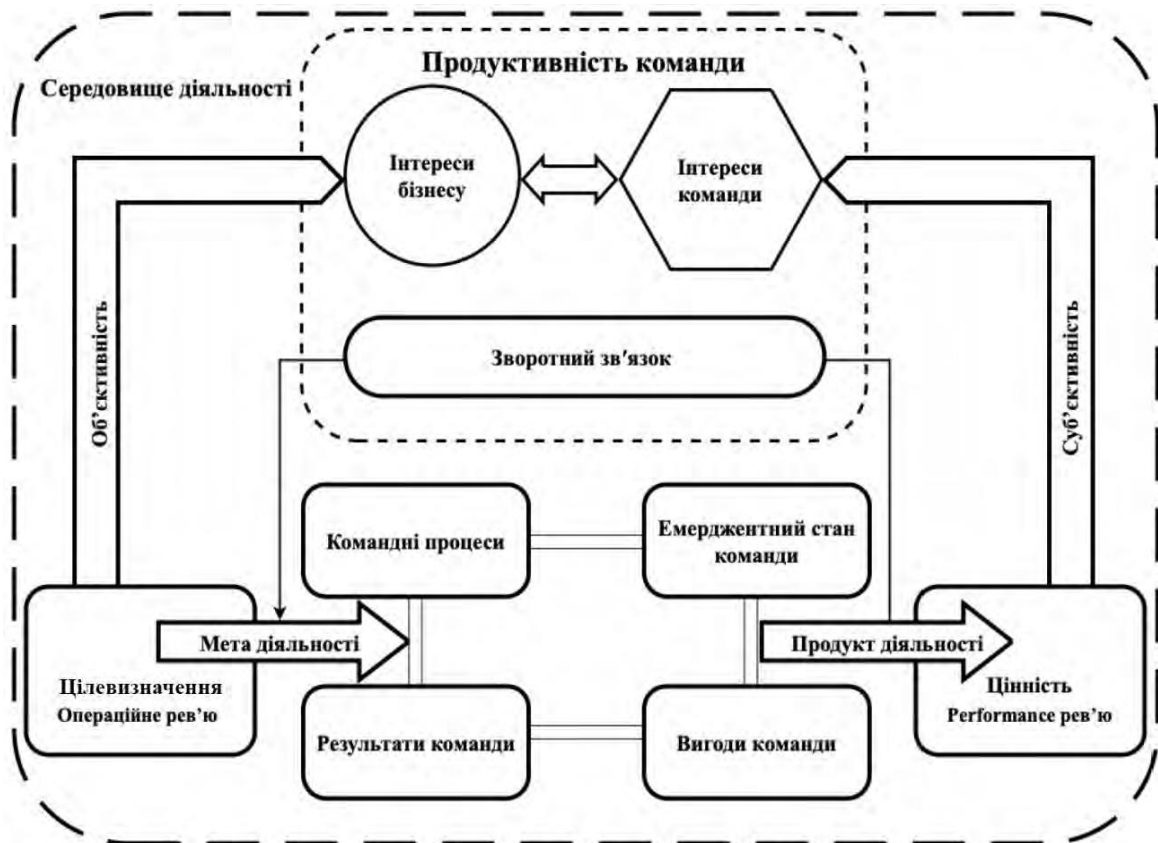 Продуктивність команди
Середовище діяльності
Інтереси
бізнесу
Інтереси
команди
Зворотний зв'язок
Об’єктивність
Суб’єктивність
Командні процеси
Емерджентний стан
команди
Мета діяльності
Продукт діяльності
Цілевизначення
Операційне рев’ю
Результати команди
Вигоди команди
Цінність
Performance рев’ю